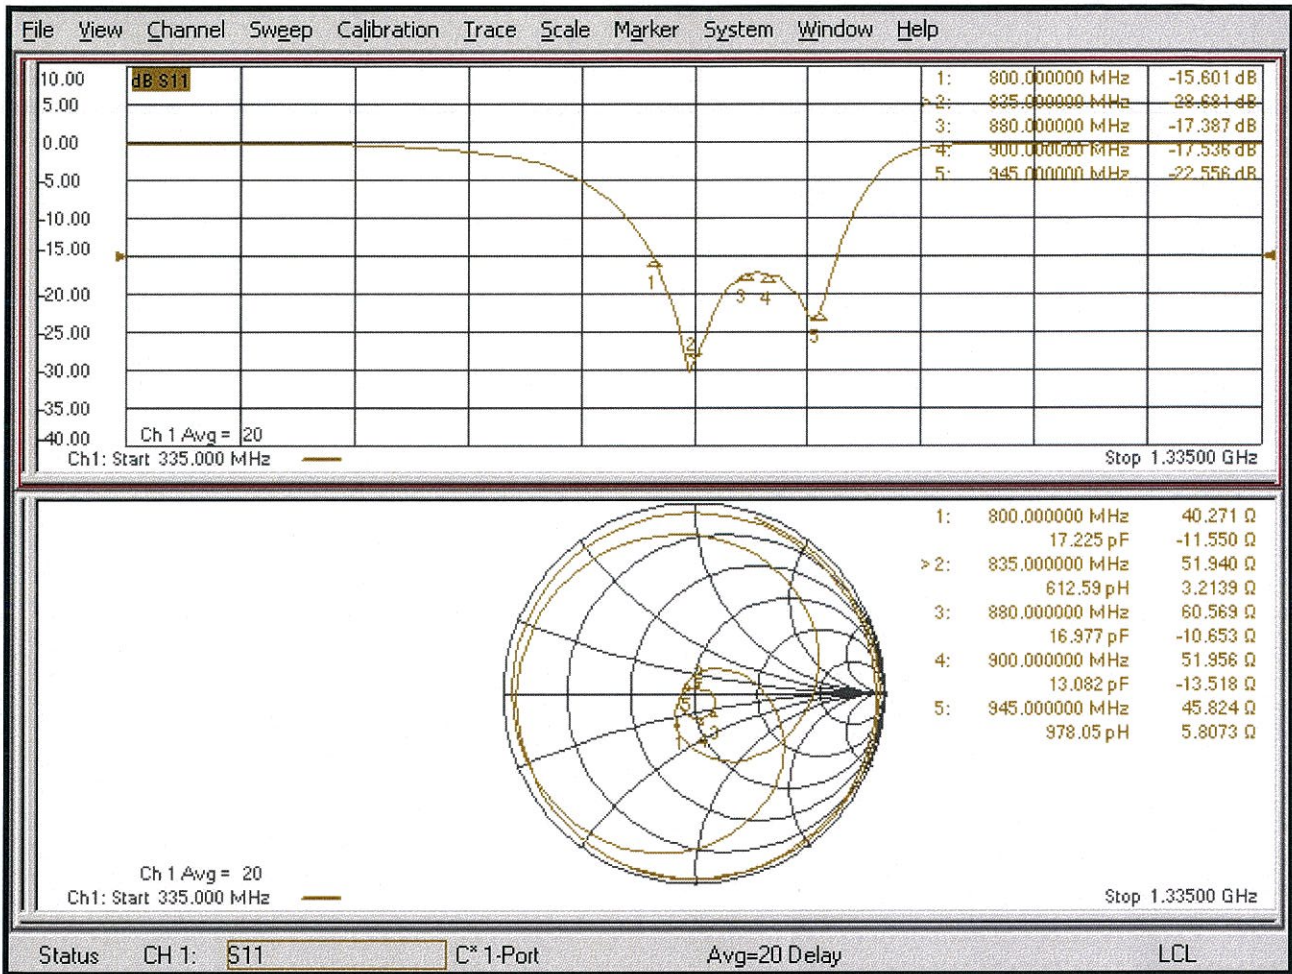 File View Channel Sweep Calibration Trace Scale Marker System Window Help
10.00
5.00
0.00
-5.00
-10.00
-15.00
-20.00
-25.00
-30.00
-35.00
-40.00
dB S11
1: 800.000000 MHz -15.601 dB
>2: 835.000000 MHz -28.681 dB
3: 880.000000 MHz -17.387 dB
4: 900.000000 MHz -17.536 dB
5: 945.000000 MHz -22.556 dB
1
2
3
4
5
Ch 1 Avg = 20
Ch1: Start 335.000 MHz
Stop 1.33500 GHz
1: 800.000000 MHz 40.271 Ω
17.225 pF -11.550 Ω
>2: 835.000000 MHz 51.940 Ω
612.59 pH 3.2139 Ω
3: 880.000000 MHz 60.569 Ω
16.977 pF -10.653 Ω
4: 900.000000 MHz 51.956 Ω
13.082 pF -13.518 Ω
5: 945.000000 MHz 45.824 Ω
978.05 pH 5.8073 Ω
Ch 1 Avg = 20
Ch1: Start 335.000 MHz
Stop 1.33500 GHz
Status CH 1: S11 C* 1-Port Avg=20 Delay LCL